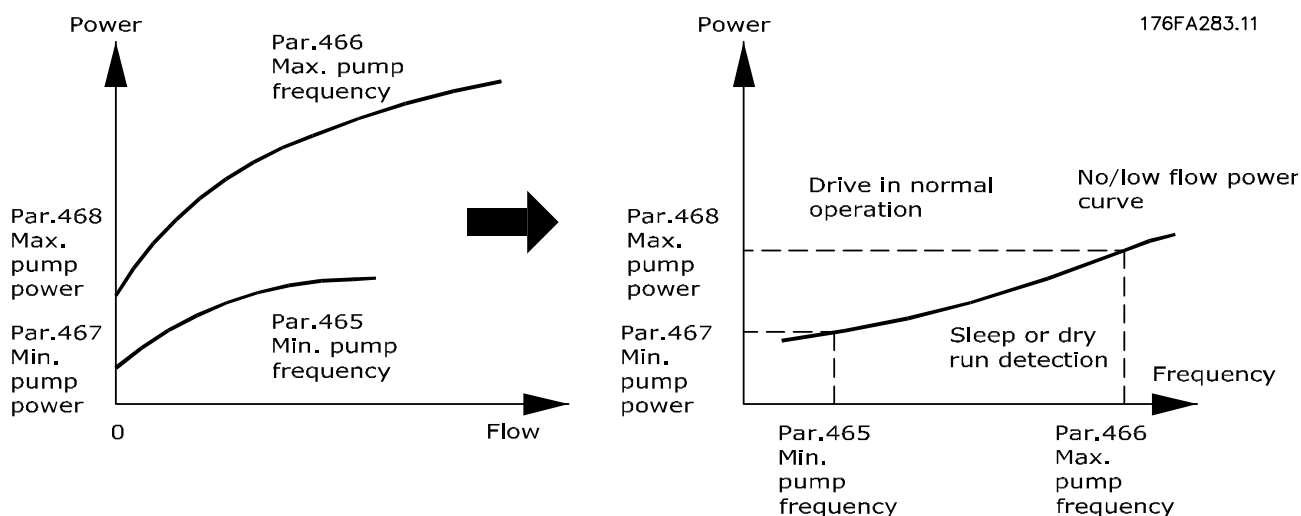 Power
Par.466
Max. pump
frequency
Par.468
Max.
pump
power
Par.467
Min.
pump
power
Par.465
Min. pump
frequency
0
Flow
Power
176FA283.11
Drive in normal
operation
No/low flow power
curve
Par.468
Max.
pump
power
Par.467
Min.
pump
power
Sleep or dry
run detection
Frequency
Par.465
Min.
pump
frequency
Par.466
Max.
pump
frequency